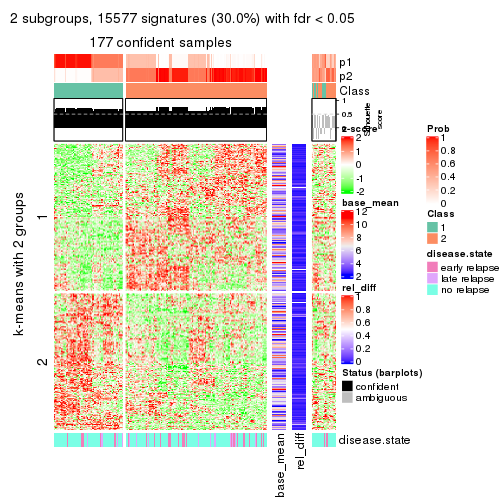 2 subgroups, 15577 signatures (30.0%) with fdr < 0.05
177 confident samples
p1
p2
Class
1
0.5
0
Silhouette
score
k-means with 2 groups
1
2
z-score
2
1
0
-1
-2
base_mean
12
10
8
6
4
2
rel_diff
1
0.8
0.6
0.4
0.2
0
Status (barplots)
confident
ambiguous
Prob
1
0.8
0.6
0.4
0.2
0
Class
1
2
disease.state
early relapse
late relapse
no relapse
disease.state
base_mean
rel_diff